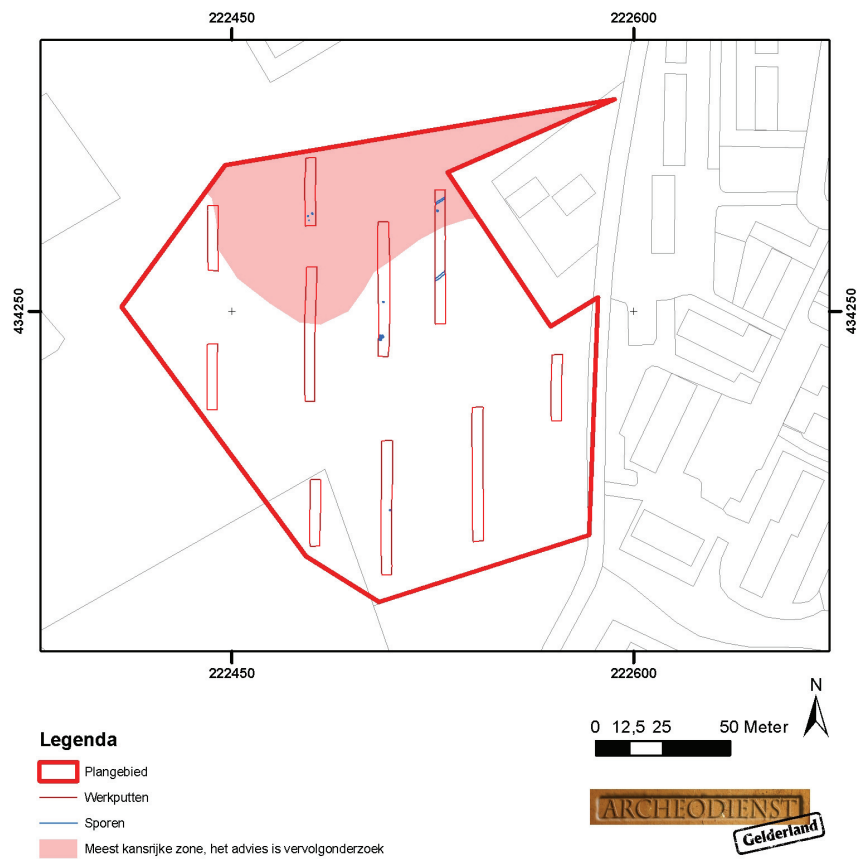 222450 222600
434250 434250
222450 222600
N
Legenda
Plangebied
Werkputten
Sporen
Meest kansrijke zone, het advies is vervolgonderzoek
0 12,5 25 50 Meter
ARCHEODIENST
Gelderland